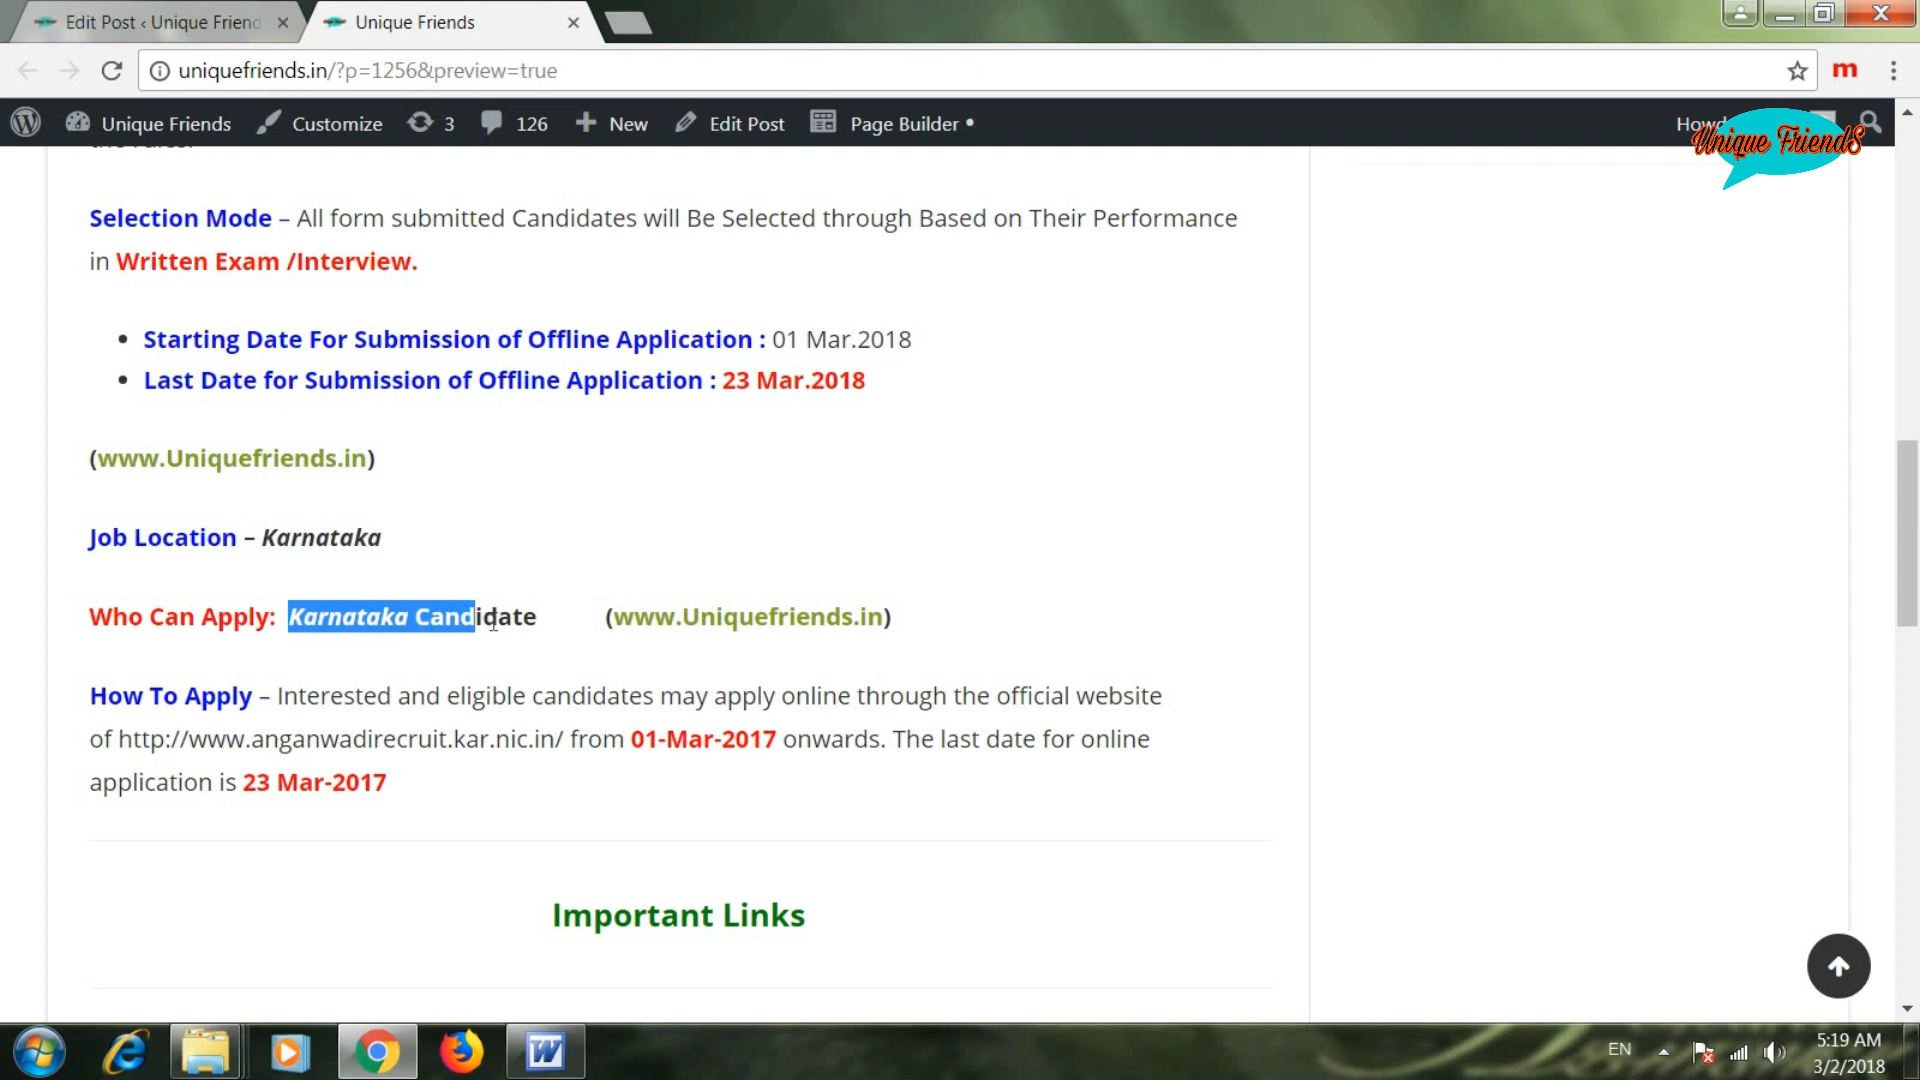 Edit Post ‹ Unique Friend
Unique Friends
uniquefriends.in/?p=1256&preview=true
m
Unique Friends
Customize
3
126
New
Edit Post
Page Builder
Howd
Unique FriendS
the rules.
Selection Mode – All form submitted Candidates will Be Selected through Based on Their Performance
in Written Exam /Interview.
Starting Date For Submission of Offline Application : 01 Mar.2018
Last Date for Submission of Offline Application : 23 Mar.2018
(www.Uniquefriends.in)
Job Location – Karnataka
Who Can Apply: Karnataka Candidate (www.Uniquefriends.in)
How To Apply – Interested and eligible candidates may apply online through the official website
of http://www.anganwadirecruit.kar.nic.in/ from 01-Mar-2017 onwards. The last date for online
application is 23 Mar-2017
Important Links
EN
5:19 AM
3/2/2018